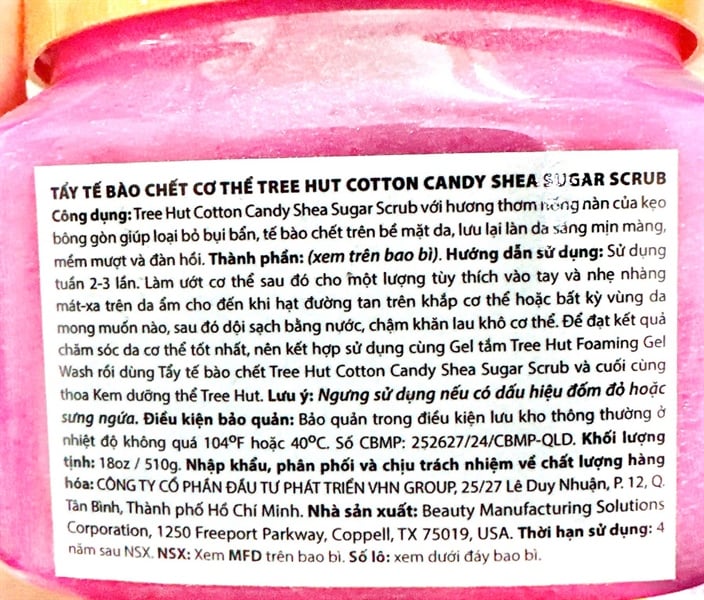 TẨY TẾ BÀO CHẾT CƠ THỂ TREE HUT COTTON CANDY SHEA SUGAR SCRUB
Công dụng: Tree Hut Cotton Candy Shea Sugar Scrub với hương thơm nồng nàn của kẹo
bông gòn giúp loại bỏ bụi bẩn, tế bào chết trên bề mặt da, lưu lại làn da sáng mịn màng,
mềm mượt và đàn hồi. Thành phần: (xem trên bao bì). Hướng dẫn sử dụng: Sử dụng
tuần 2-3 lần. Làm ướt cơ thể sau đó cho một lượng tùy thích vào tay và nhẹ nhàng
mát-xa trên da ẩm cho đến khi hạt đường tan trên khắp cơ thể hoặc bất kỳ vùng da
mong muốn nào, sau đó dội sạch bằng nước, chậm khăn lau khô cơ thể. Để đạt kết quả
chăm sóc da cơ thể tốt nhất, nên kết hợp sử dụng cùng Gel tắm Tree Hut Foaming Gel
Wash rồi dùng Tẩy tế bào chết Tree Hut Cotton Candy Shea Sugar Scrub và cuối cùng
thoa Kem dưỡng thể Tree Hut. Lưu ý: Ngưng sử dụng nếu có dấu hiệu đốm đỏ hoặc
sưng ngứa. Điều kiện bảo quản: Bảo quản trong điều kiện lưu kho thông thường ở
nhiệt độ không quá 104ºF hoặc 40ºC. Số CBMP: 252627/24/CBMP-QLD. Khối lượng
tịnh: 18oz / 510g. Nhập khẩu, phân phối và chịu trách nhiệm về chất lượng hàng
hóa: CÔNG TY CỔ PHẦN ĐẦU TƯ PHÁT TRIỂN VHN GROUP, 25/27 Lê Duy Nhuận, P. 12, Q.
Tân Bình, Thành phố Hồ Chí Minh. Nhà sản xuất: Beauty Manufacturing Solutions
Corporation, 1250 Freeport Parkway, Coppell, TX 75019, USA. Thời hạn sử dụng: 4
năm sau NSX. NSX: Xem MFD trên bao bì. Số lô: xem dưới đáy bao bì.